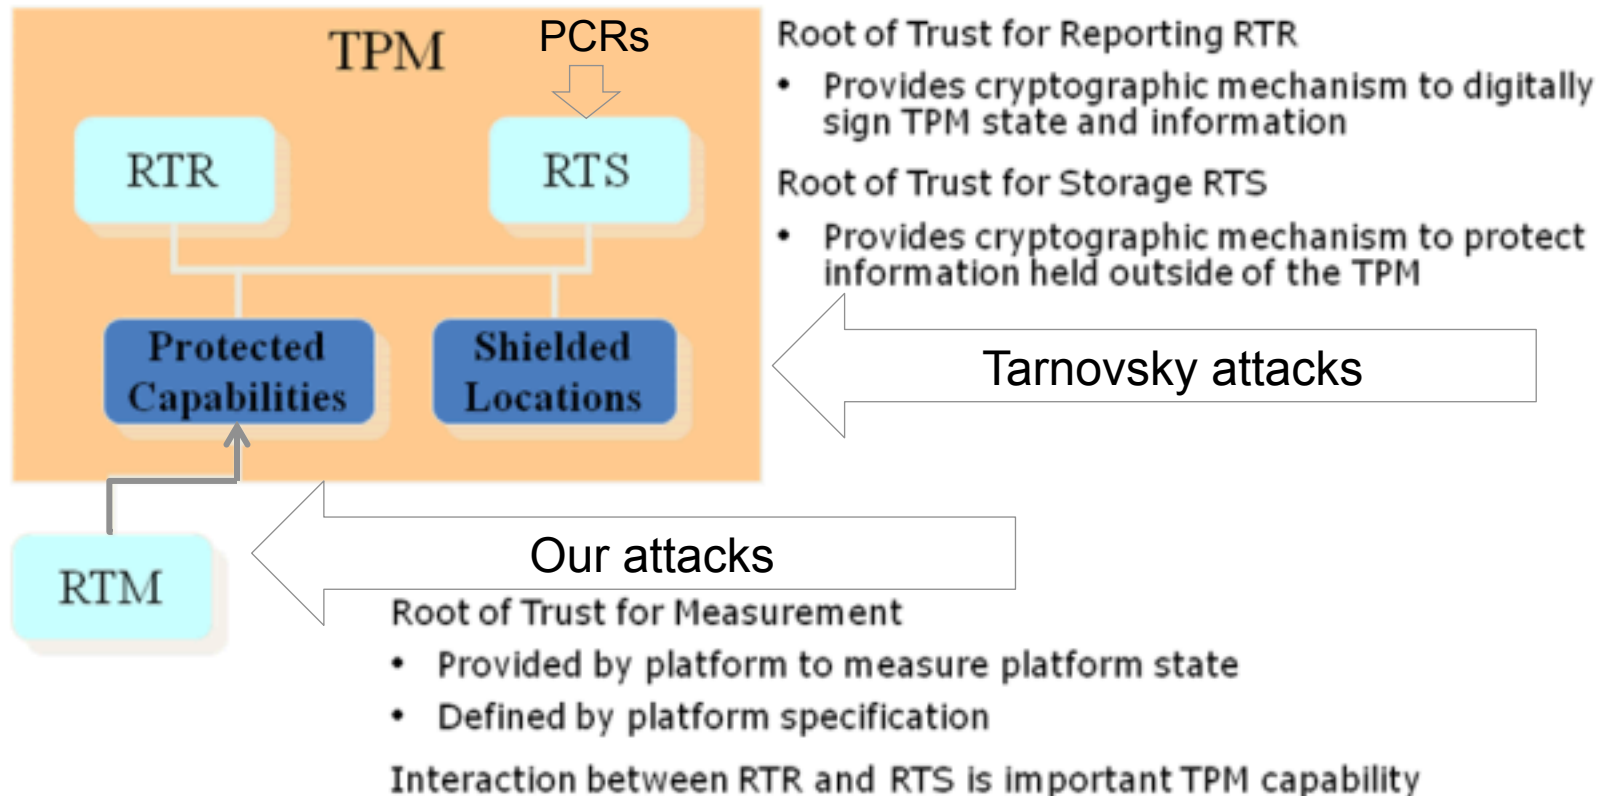 TPM
PCRs
RTR
RTS
Protected
Capabilities
Shielded
Locations
RTM
Root of Trust for Reporting RTR
• Provides cryptographic mechanism to digitally
sign TPM state and information
Root of Trust for Storage RTS
• Provides cryptographic mechanism to protect
information held outside of the TPM
Tarnovsky attacks
Our attacks
Root of Trust for Measurement
• Provided by platform to measure platform state
• Defined by platform specification
Interaction between RTR and RTS is important TPM capability